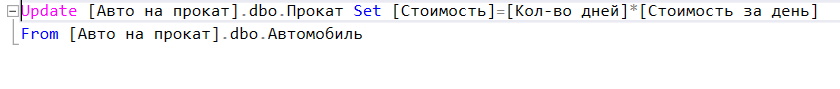 Update [Авто на прокат].dbo.Прокат Set [Стоимость]=[Кол-во дней]*[Стоимость за день]
From [Авто на прокат].dbo.Автомобиль